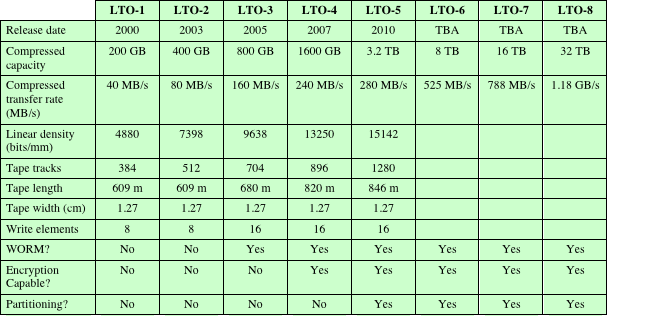 LTO-1 LTO-2 LTO-3 LTO-4 LTO-5 LTO-6 LTO-7 LTO-8
Release date 2000 2003 2005 2007 2010 TBA TBA TBA
Compressed 200 GB 400 GB 800 GB 1600 GB 3.2 TB 8 TB 16 TB 32 TB
capacity
Compressed 40 MB/s 80 MB/s 160 MB/s 240 MB/s 280 MB/s 525 MB/s 788 MB/s 1.18 GB/s
transfer rate
(MB/s)
Linear density 4880 7398 9638 13250 15142
(bits/mm)
Tape tracks 384 512 704 896 1280
Tape length 609 m 609 m 680 m 820 m 846 m
Tape width (cm) 1.27 1.27 1.27 1.27 1.27
Write elements 8 8 16 16 16
WORM? No No Yes Yes Yes Yes Yes Yes
Encryption No No No Yes Yes Yes Yes Yes
Capable?
Partitioning? No No No No Yes Yes Yes Yes